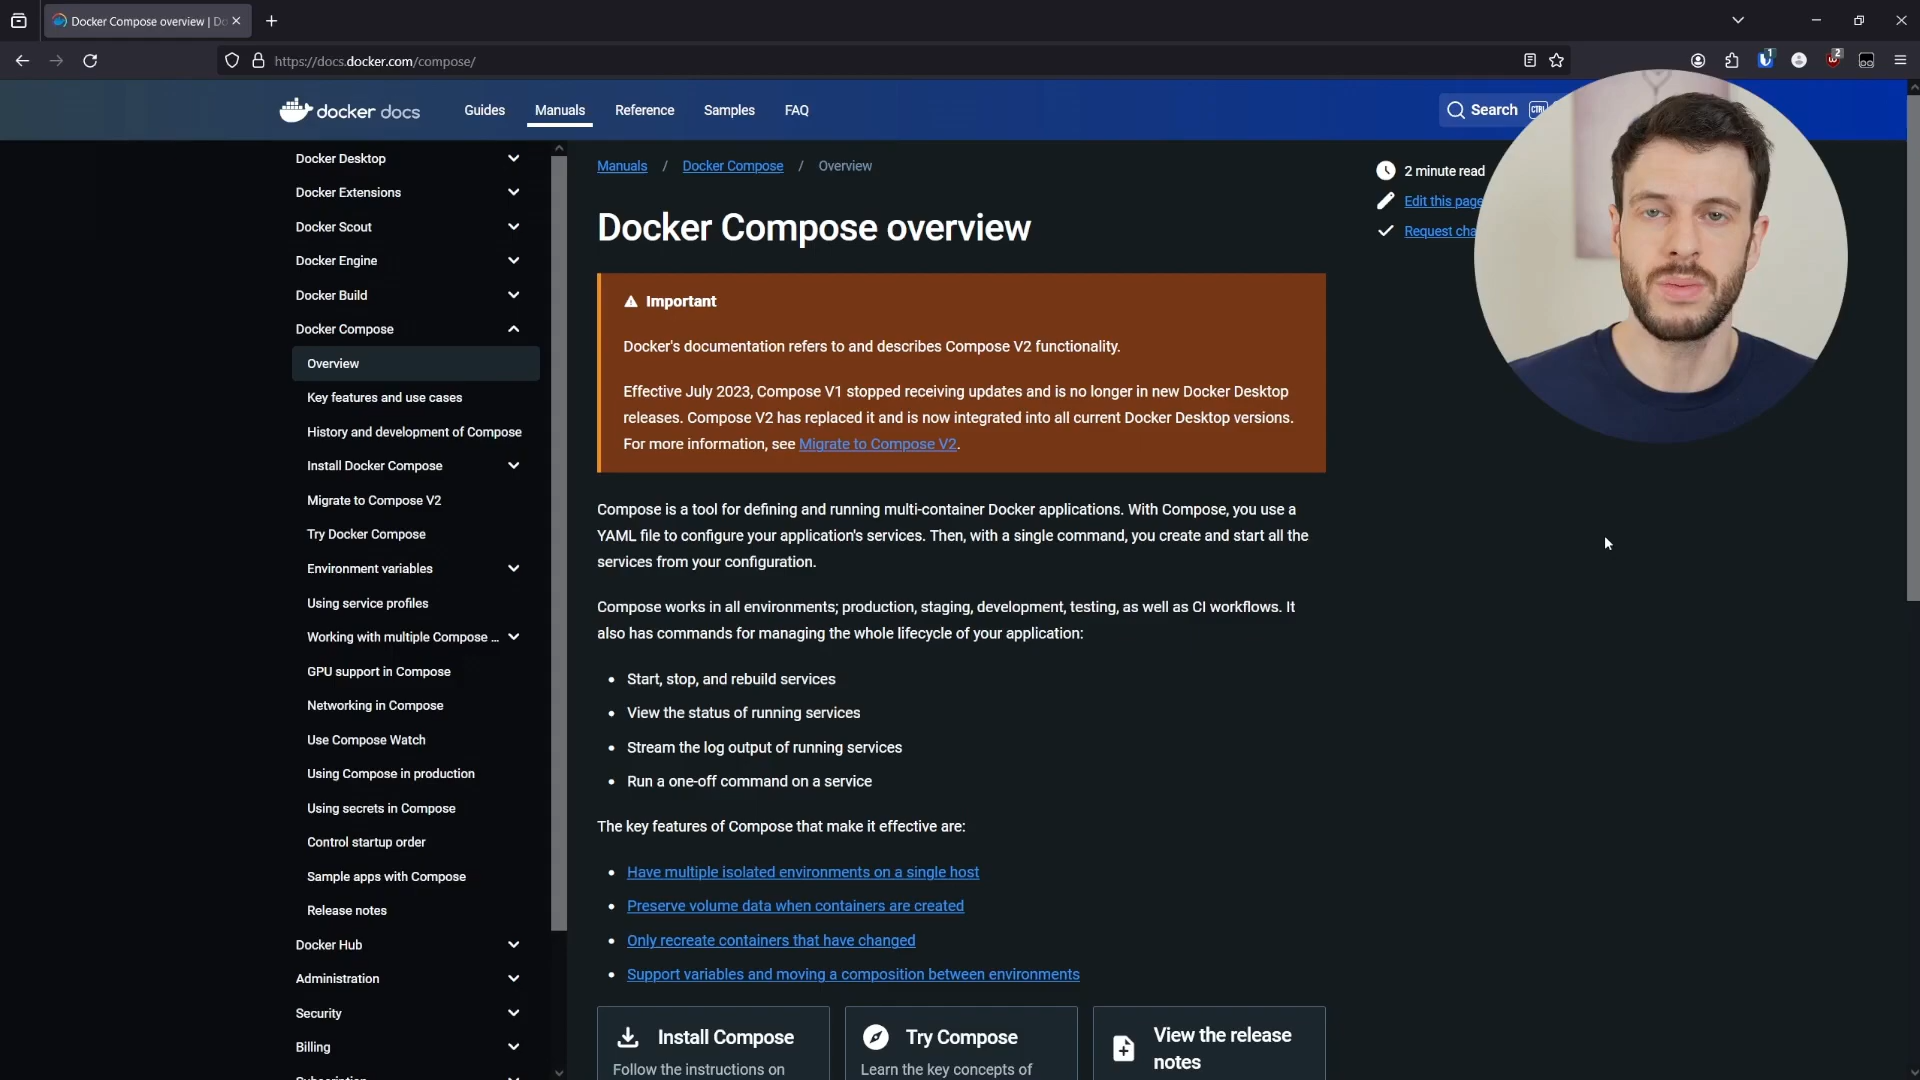 Docker Compose overview | Do
https://docs.docker.com/compose/
1
2
docker docs
Guides
Manuals
Reference
Samples
FAQ
Search
CTRL
Docker Desktop
Docker Extensions
Docker Scout
Docker Engine
Docker Build
Docker Compose
Overview
Key features and use cases
History and development of Compose
Install Docker Compose
Migrate to Compose V2
Try Docker Compose
Environment variables
Using service profiles
Working with multiple Compose ...
GPU support in Compose
Networking in Compose
Use Compose Watch
Using Compose in production
Using secrets in Compose
Control startup order
Sample apps with Compose
Release notes
Docker Hub
Administration
Security
Billing
Manuals / Docker Compose / Overview
Docker Compose overview
Important
Docker's documentation refers to and describes Compose V2 functionality.
Effective July 2023, Compose V1 stopped receiving updates and is no longer in new Docker Desktop
releases. Compose V2 has replaced it and is now integrated into all current Docker Desktop versions.
For more information, see Migrate to Compose V2.
Compose is a tool for defining and running multi-container Docker applications. With Compose, you use a
YAML file to configure your application's services. Then, with a single command, you create and start all the
services from your configuration.
Compose works in all environments; production, staging, development, testing, as well as CI workflows. It
also has commands for managing the whole lifecycle of your application:
• Start, stop, and rebuild services
• View the status of running services
• Stream the log output of running services
• Run a one-off command on a service
The key features of Compose that make it effective are:
• Have multiple isolated environments on a single host
• Preserve volume data when containers are created
• Only recreate containers that have changed
• Support variables and moving a composition between environments
Install Compose
Follow the instructions on
Try Compose
Learn the key concepts of
View the release
notes
2 minute read
Edit this page
Request cha